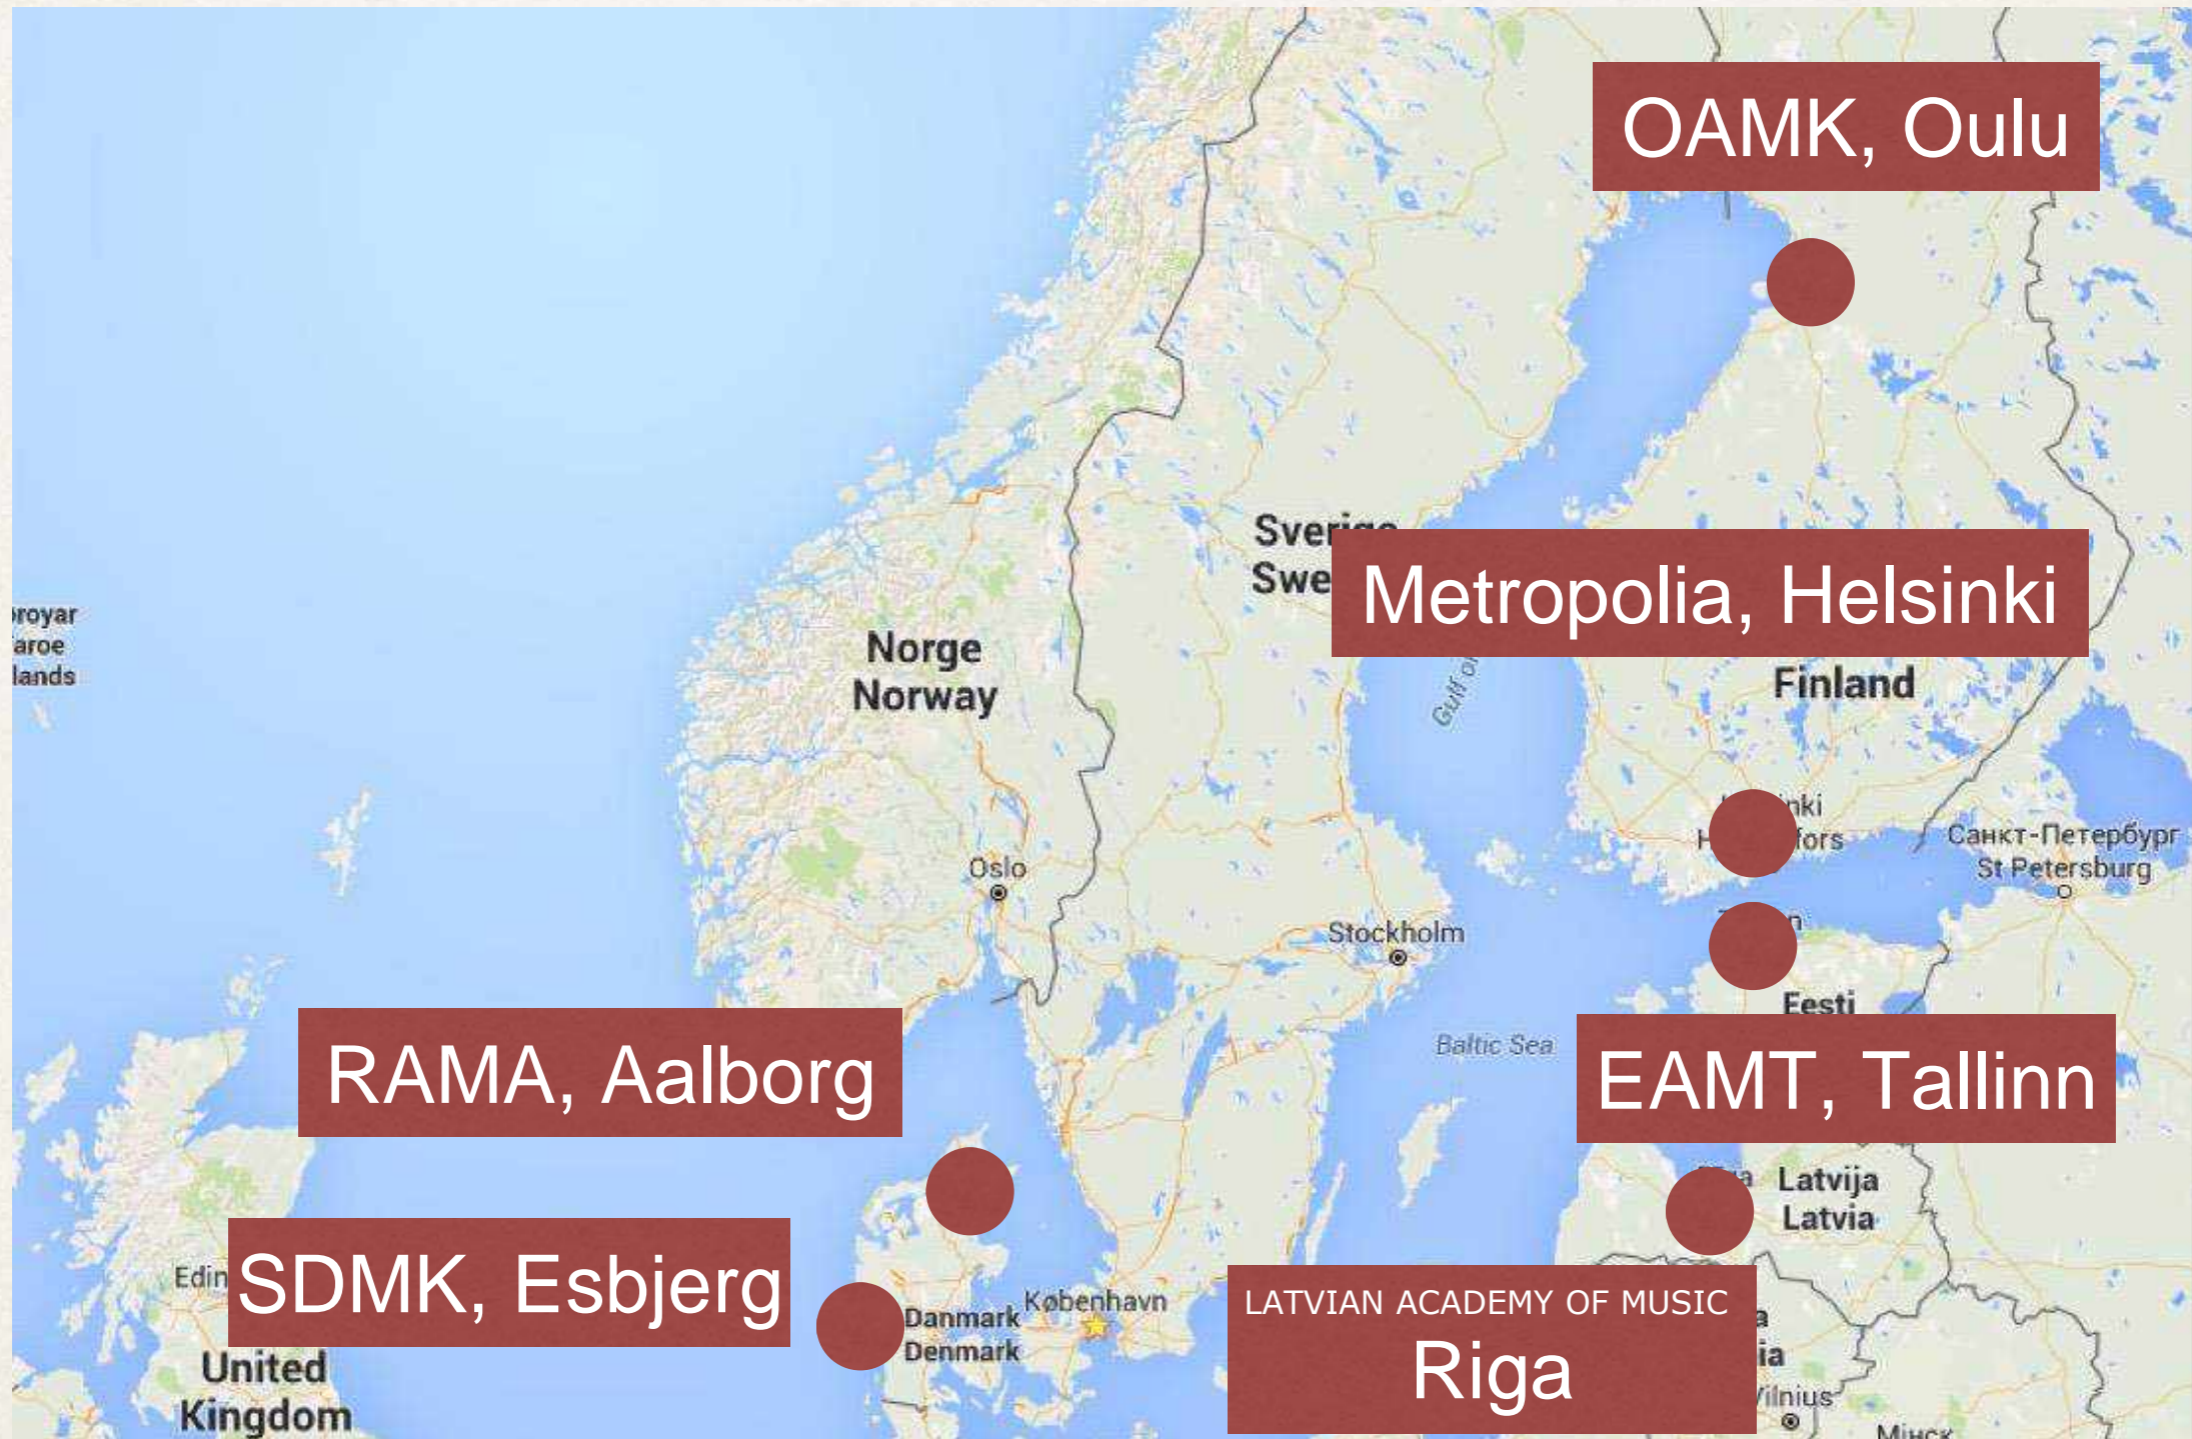 OAMK, Oulu
Metropolia, Helsinki
Norge
Norway
Finland
Oslo
Санкт-Петербург
St Petersburg
Stockholm
Eesti
RAMA, Aalborg
Baltic Sea
EAMT, Tallinn
Latvija
Latvia
SDMK, Esbjerg
København
Danmark
Denmark
LATVIAN ACADEMY OF MUSIC
Riga
United
Kingdom
Vilnius